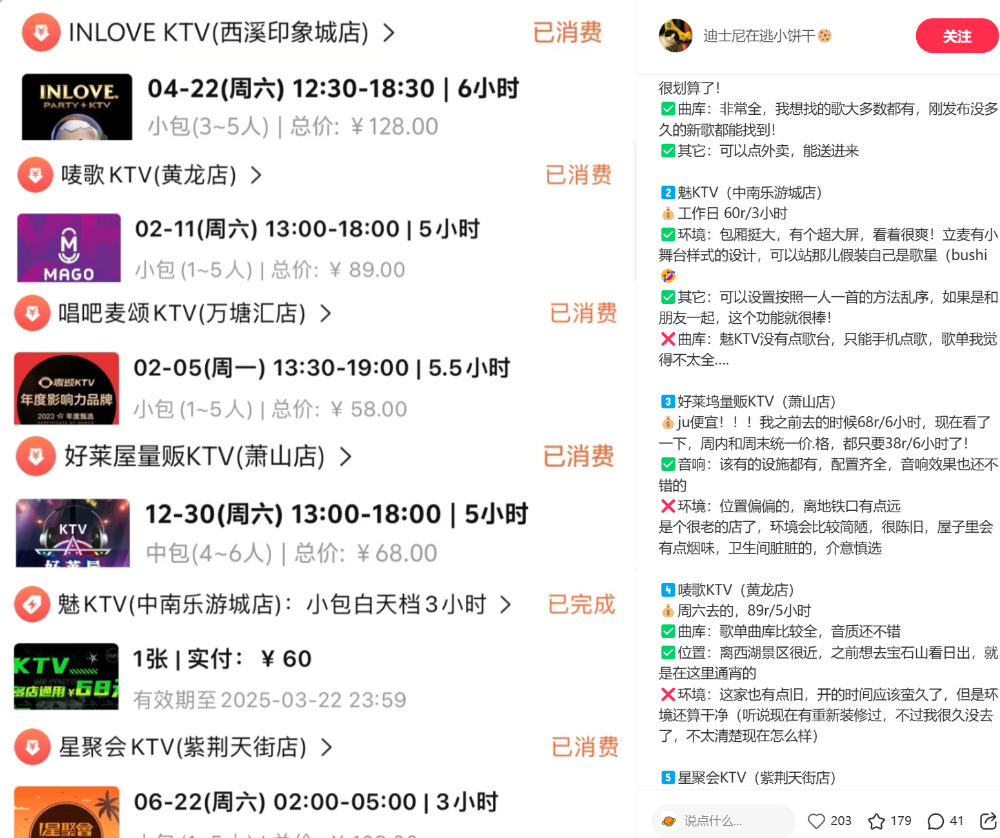 INLOVE KTV(西溪印象城店) >
已消费
INLOVE.
PARTY+KTV
04-22(周六) 12:30-18:30 | 6小时
小包(3~5人) | 总价: ¥128.00
唛歌KTV(黄龙店) >
已消费
MAGO
02-11(周六) 13:00-18:00 | 5小时
小包(1~5人) | 总价: ¥ 89.00
唱吧麦颂KTV(万塘汇店) >
已消费
麦颂KTV
年度影响力品牌
2023 ☆ 年度甄选
CERTIFICATE OF HONOR
02-05(周一) 13:30-19:00 | 5.5小时
小包(1~5人) | 总价: ¥ 58.00
好莱屋量贩KTV(萧山店) >
已消费
KTV
好莱屋
12-30(周六) 13:00-18:00 | 5小时
中包(4~6人) | 总价: ¥68.00
魅KTV(中南乐游城店)：小包白天档3小时 >
已完成
mei
KTV
多店通用¥68元
1张 | 实付： ¥ 60
有效期至2025-03-22 23:59
星聚会KTV(紫荆天街店) >
已消费
星聚會
06-22(周六) 02:00-05:00 | 3小时
迪士尼在逃小饼干🍪
关注
很划算了！
✅曲库：非常全，我想找的歌大多数都有，刚发布没多
久的新歌都能找到！
✅其它：可以点外卖，能送进来
2️⃣魅KTV（中南乐游城店）
💰工作日 60r/3小时
✅环境：包厢挺大，有个超大屏，看着很爽！立麦有小
舞台样式的设计，可以站那儿假装自己是歌星（bushi
🤣
✅其它：可以设置按照一人一首的方法乱序，如果是和
朋友一起，这个功能就很棒！
❌曲库：魅KTV没有点歌台，只能手机点歌，歌单我觉
得不太全....
3️⃣好莱坞量贩KTV（萧山店）
💰ju便宜！！！我之前去的时候68r/6小时，现在看了
一下，周内和周末统一价.格，都只要38r/6小时了！
✅音响：该有的设施都有，配置齐全，音响效果也还不
错的
❌环境：位置偏偏的，离地铁口有点远
是个很老的店了，环境会比较简陋，很陈旧，屋子里会
有点烟味，卫生间脏脏的，介意慎选
4️⃣唛歌KTV（黄龙店）
💰周六去的，89r/5小时
✅曲库：歌单曲库比较全，音质还不错
✅位置：离西湖景区很近，之前想去宝石山看日出，就
是在这里通宵的
❌环境：这家也有点旧，开的时间应该蛮久了，但是环
境还算干净（听说现在有重新装修过，不过我很久没去
了，不太清楚现在怎么样）
5️⃣星聚会KTV（紫荆天街店）
说点什么...
203
179
41